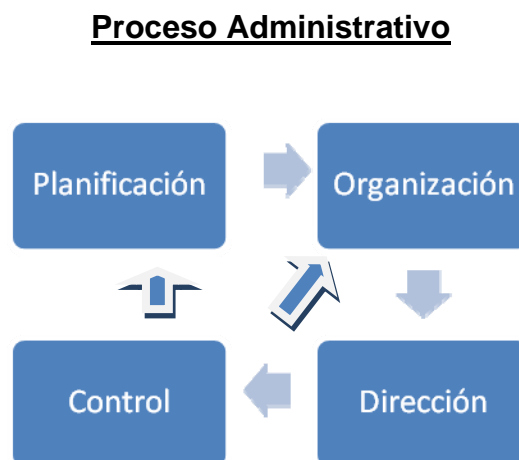 Proceso Administrativo
Planificación
Organización
Control
Dirección